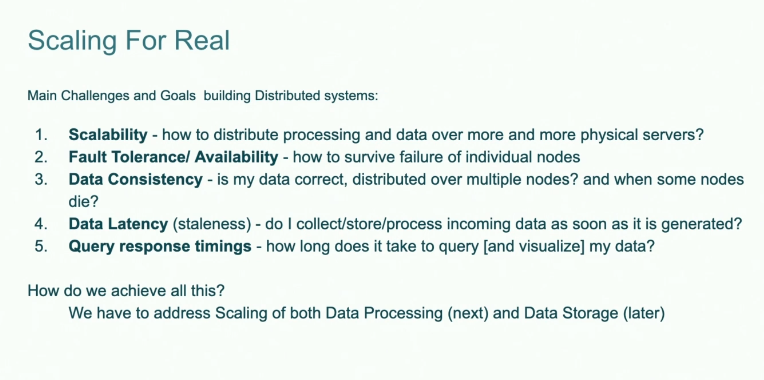 Scaling For Real
Main Challenges and Goals building Distributed systems:
1. Scalability - how to distribute processing and data over more and more physical servers?
2. Fault Tolerance/ Availability - how to survive failure of individual nodes
3. Data Consistency - is my data correct, distributed over multiple nodes? and when some nodes
die?
4. Data Latency (staleness) - do I collect/store/process incoming data as soon as it is generated?
5. Query response timings - how long does it take to query [and visualize] my data?
How do we achieve all this?
We have to address Scaling of both Data Processing (next) and Data Storage (later)